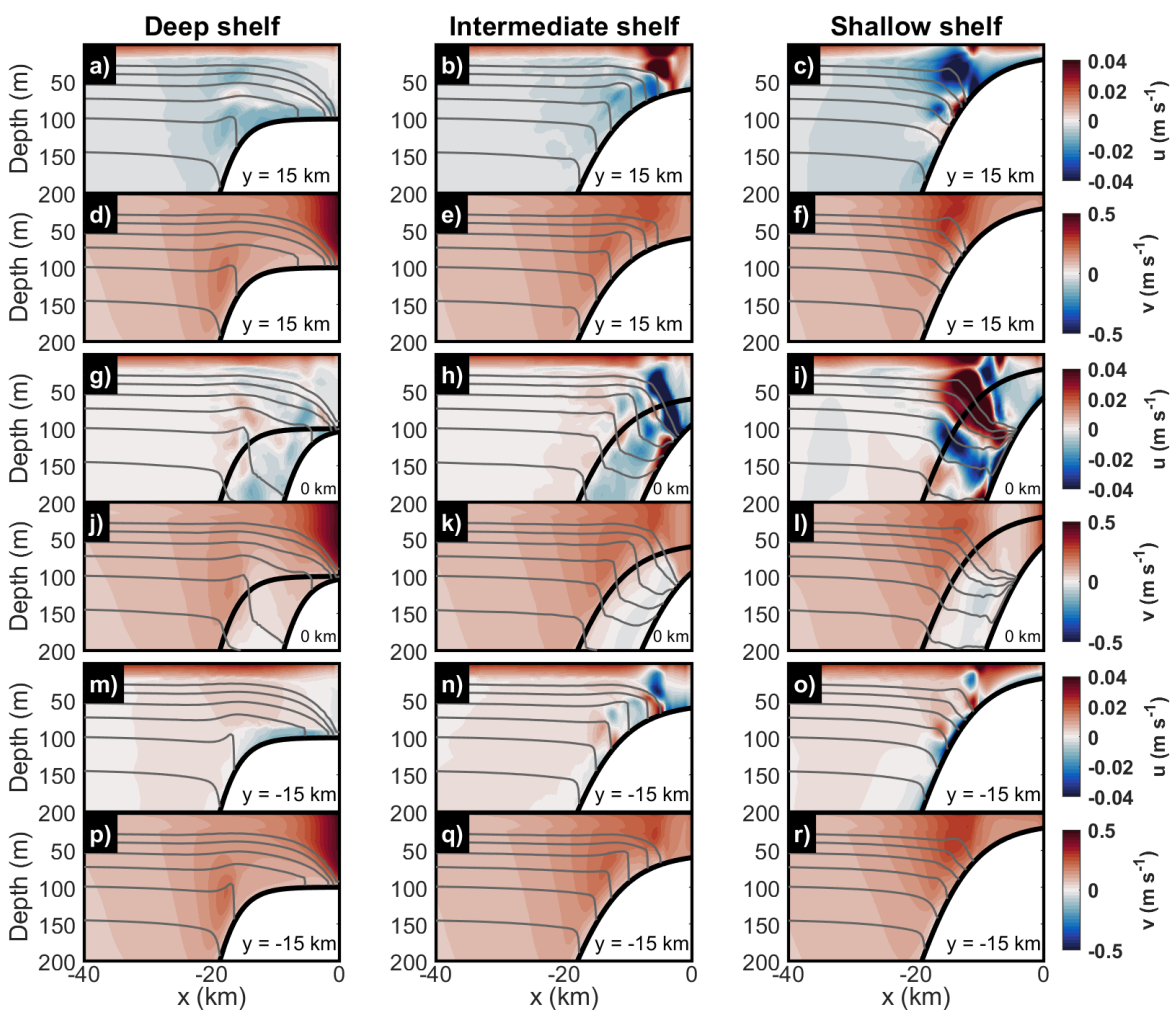 Deep shelf Intermediate shelf Shallow shelf
a) b) c)
Depth (m)
50
100
150
200
y = 15 km y = 15 km y = 15 km
0.04
0.02
0
-0.02
-0.04
u (m s-1)
d) e) f)
Depth (m)
50
100
150
200
y = 15 km y = 15 km y = 15 km
0.5
0
-0.5
v (m s-1)
g) h) i)
Depth (m)
50
100
150
200
0 km 0 km 0 km
0.04
0.02
0
-0.02
-0.04
u (m s-1)
j) k) l)
Depth (m)
50
100
150
200
0 km 0 km 0 km
0.5
0
-0.5
v (m s-1)
m) n) o)
Depth (m)
50
100
150
200
y = -15 km y = -15 km y = -15 km
0.04
0.02
0
-0.02
-0.04
u (m s-1)
p) q) r)
Depth (m)
50
100
150
200
y = -15 km y = -15 km y = -15 km
0.5
0
-0.5
v (m s-1)
-40 -20 0 -40 -20 0 -40 -20 0
x (km) x (km) x (km)